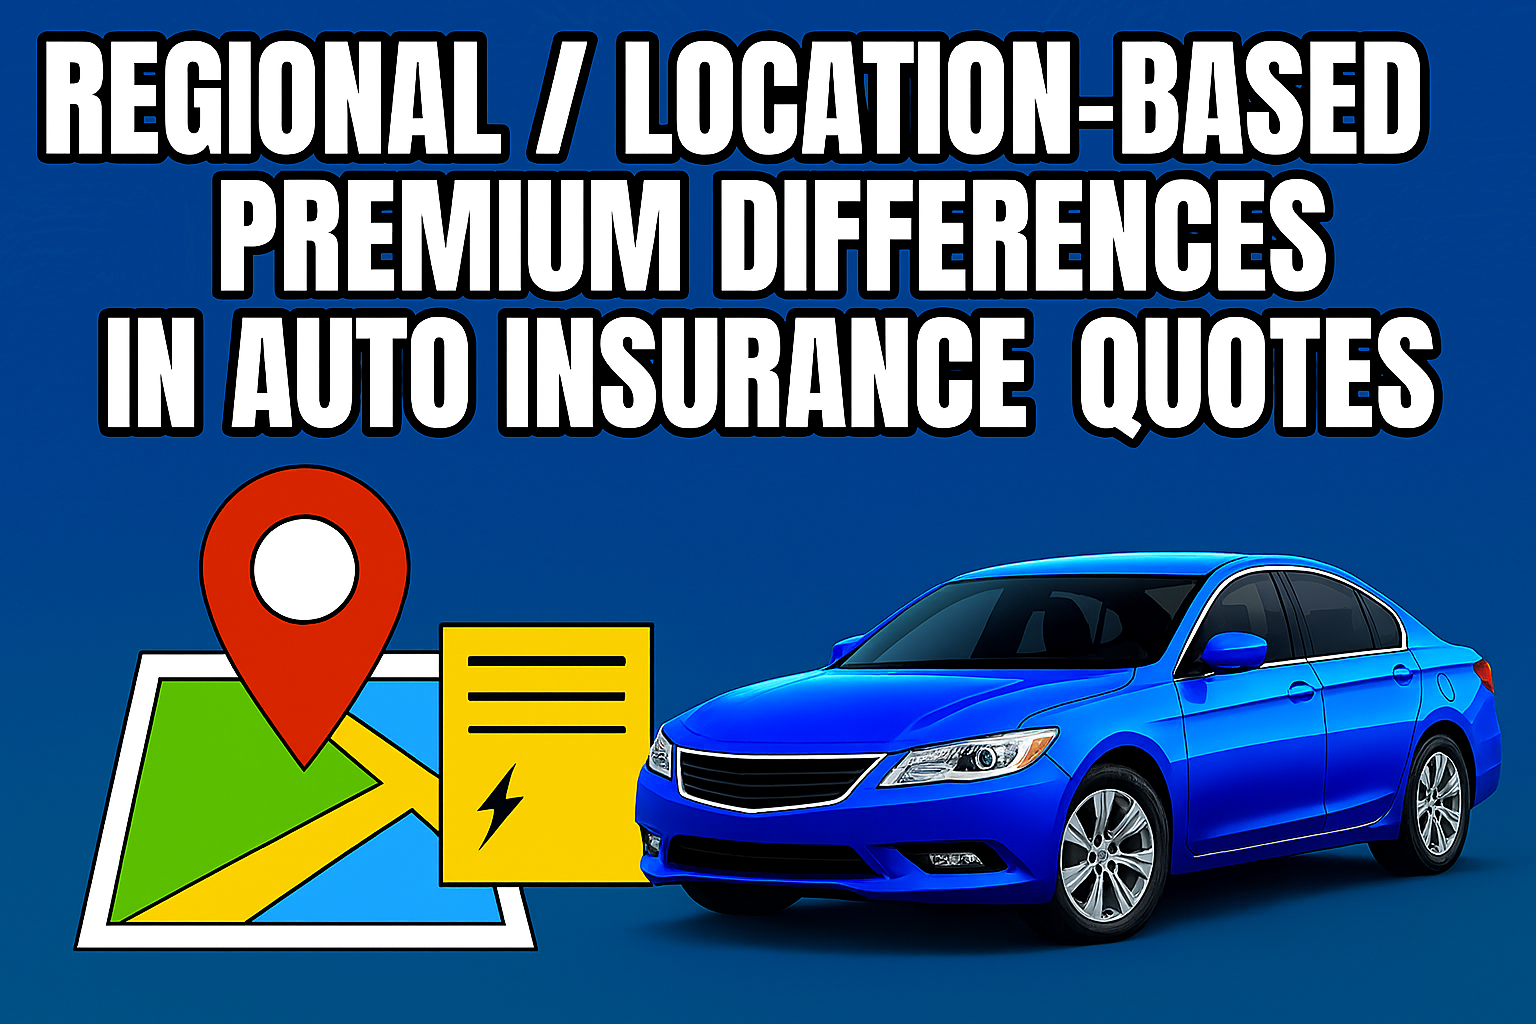 REGIONAL / LOCATION-BASED
PREMIUM DIFFERENCES
IN AUTO INSURANCE QUOTES